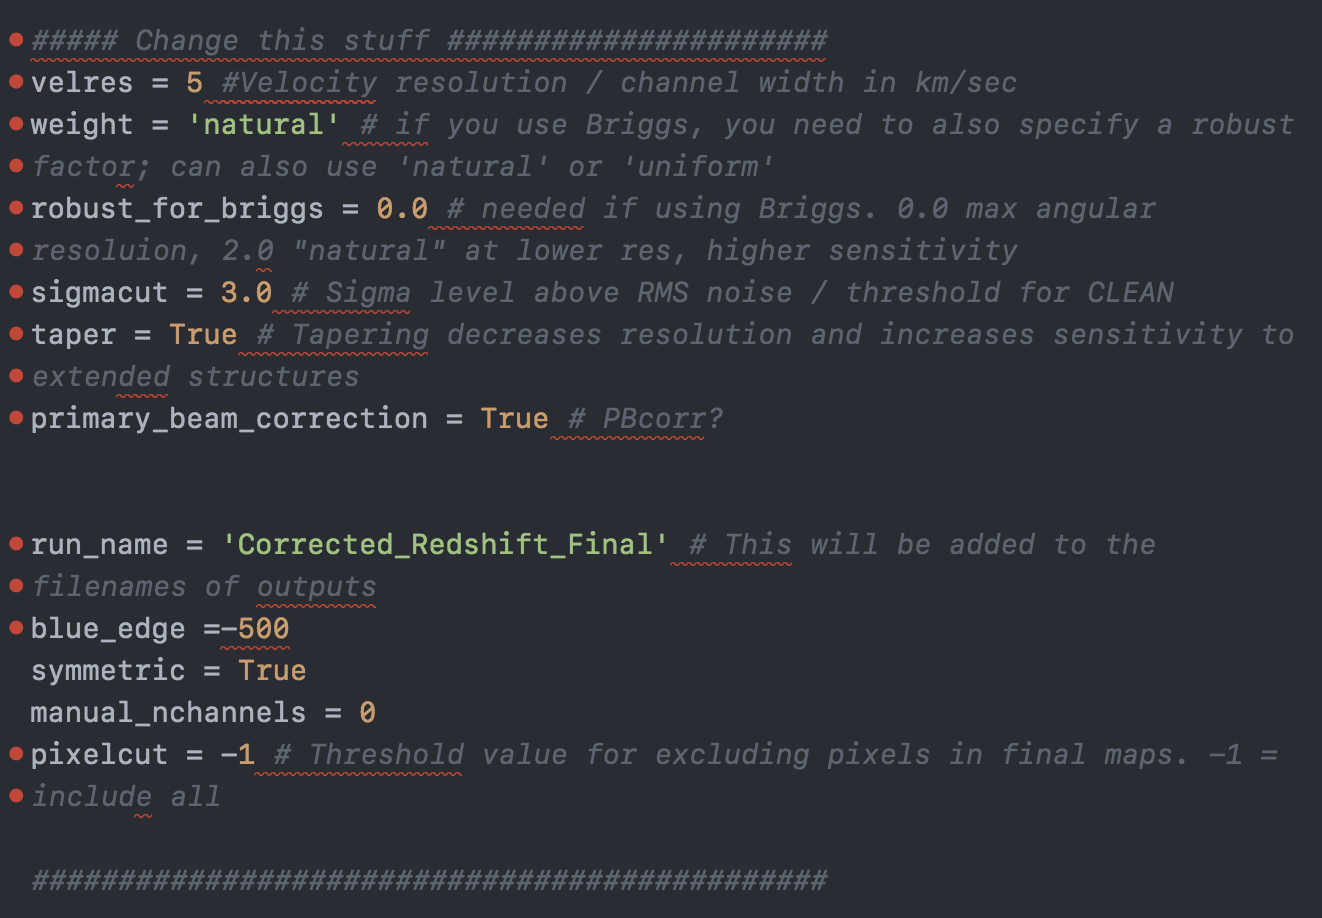 ##### Change this stuff ######################
velres = 5 #Velocity resolution / channel width in km/sec
weight = 'natural' # if you use Briggs, you need to also specify a robust
factor; can also use 'natural' or 'uniform'
robust_for_briggs = 0.0 # needed if using Briggs. 0.0 max angular
resoluion, 2.0 "natural" at lower res, higher sensitivity
sigmacut = 3.0 # Sigma level above RMS noise / threshold for CLEAN
taper = True # Tapering decreases resolution and increases sensitivity to
extended structures
primary_beam_correction = True # PBcorr?
run_name = 'Corrected_Redshift_Final' # This will be added to the
filenames of outputs
blue_edge =-500
symmetric = True
manual_nchannels = 0
pixelcut = -1 # Threshold value for excluding pixels in final maps. -1 =
include all
##############################################